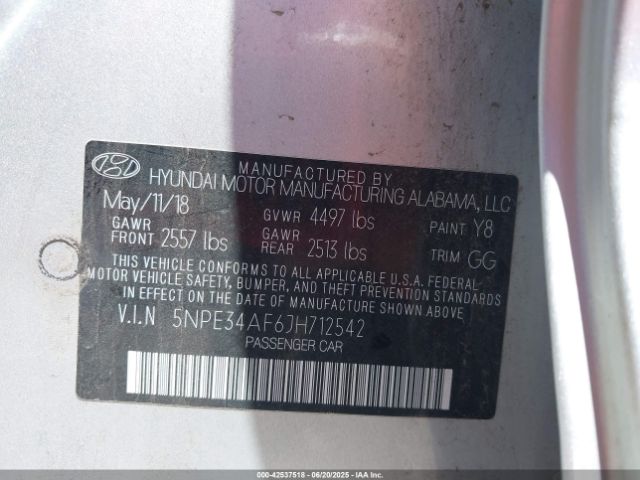 MANUFACTURED BY
HYUNDAI MOTOR MANUFACTURING ALABAMA, LLC
May/11/18 GVWR 4497 lbs PAINT Y8
GAWR FRONT 2557 lbs GAWR REAR 2513 lbs TRIM GG
THIS VEHICLE CONFORMS TO ALL APPLICABLE U.S.A. FEDERAL
MOTOR VEHICLE SAFETY, BUMPER, AND THEFT PREVENTION STANDARDS
IN EFFECT ON THE DATE OF MANUFACTURE SHOWN ABOVE.
V.I.N 5NPE34AF6JH712542
PASSENGER CAR
000-42537518 - 06/20/2025 - IAAI.COM